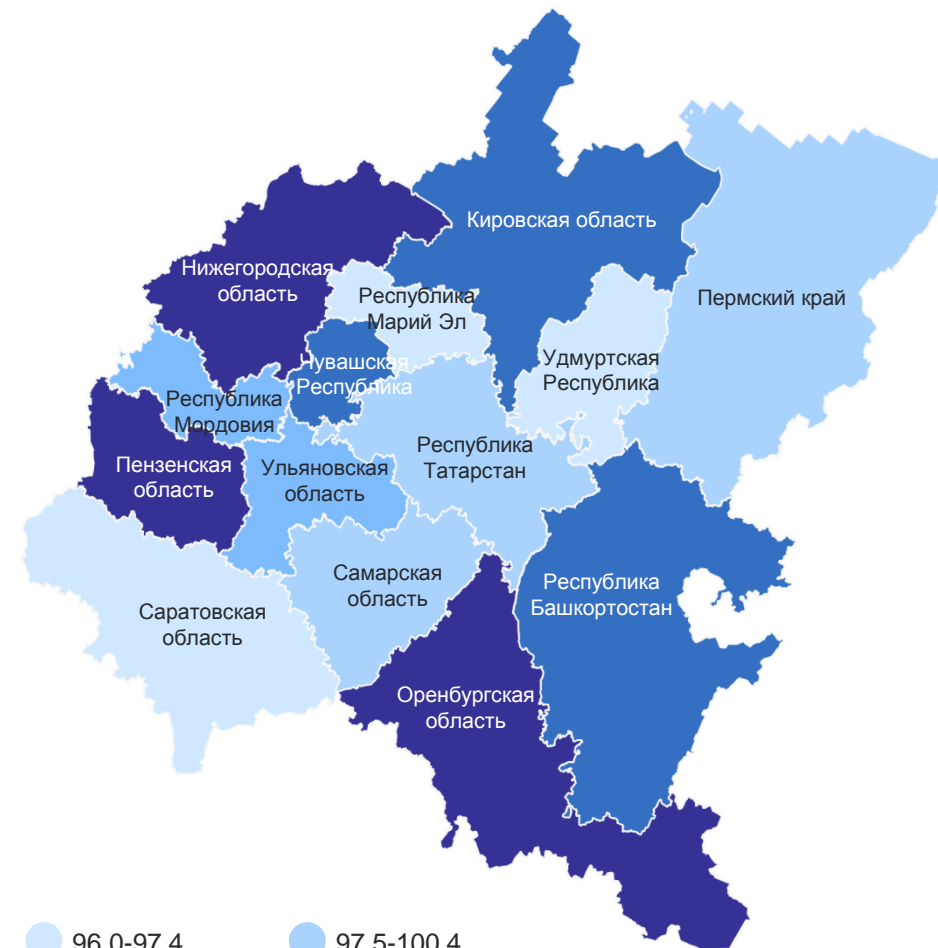 Кировская область
Нижегородская
область
Республика
Марий Эл
Пермский край
Удмуртская
Республика
Чувашская
Республика
Республика
Мордовия
Республика
Татарстан
Пензенская
область
Ульяновская
область
Самарская
область
Республика
Башкортостан
Саратовская
область
Оренбургская
область
96,0-97,4
97,5-100,4